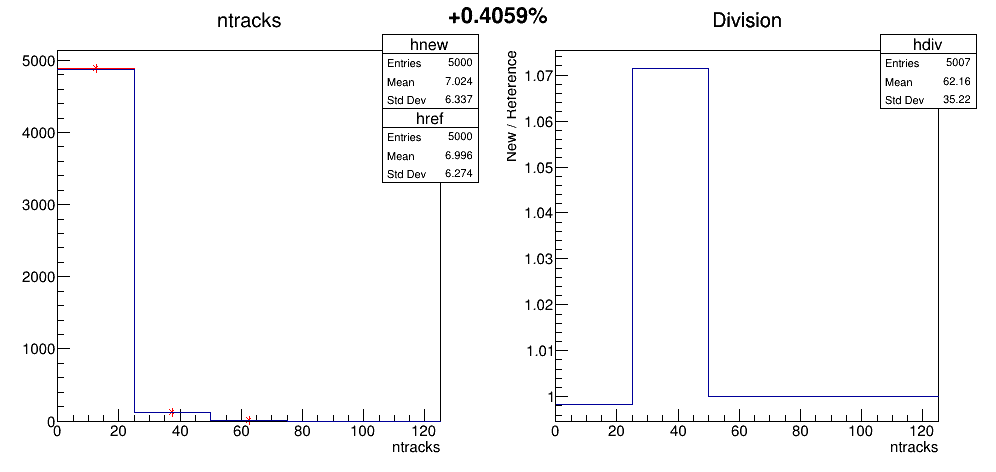 +0.4059%
ntracks
hnew
Entries 5000
Mean 7.024
Std Dev 6.337
href
Entries 5000
Mean 6.996
Std Dev 6.274
5000
4000
3000
2000
1000
0
0 20 40 60 80 100 120
ntracks
Division
hdiv
Entries 5007
Mean 62.16
Std Dev 35.22
New / Reference
1.07
1.06
1.05
1.04
1.03
1.02
1.01
1
0 20 40 60 80 100 120
ntracks